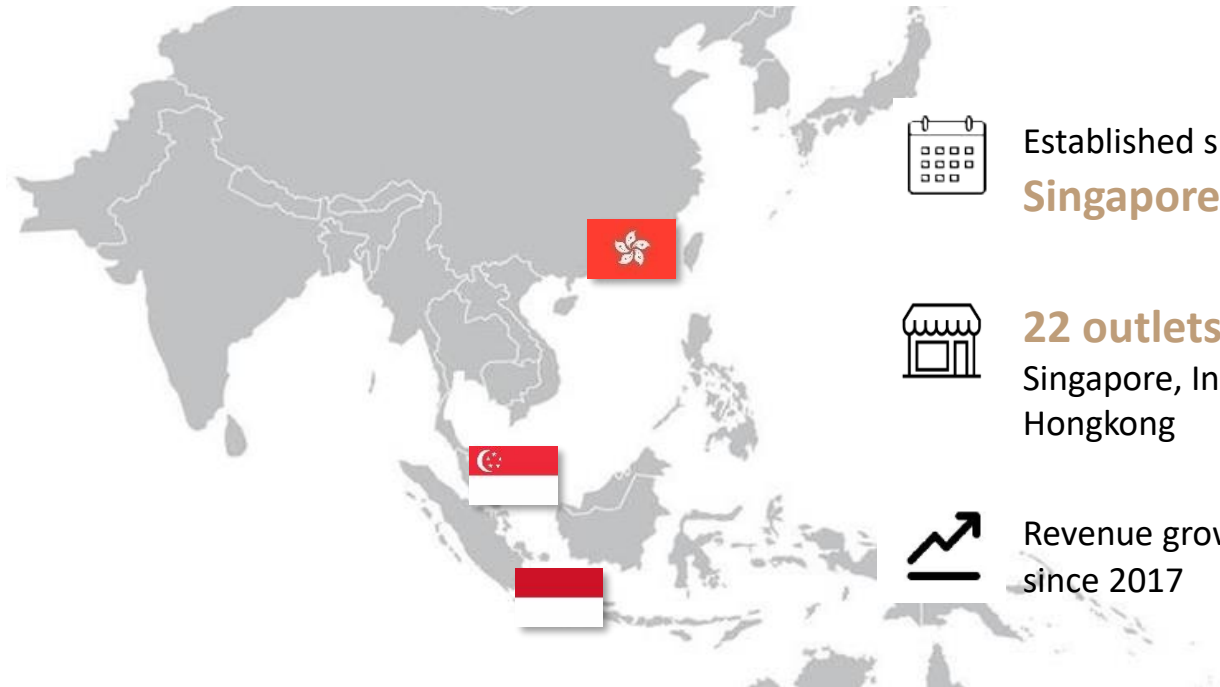 Established s
Singapore
22 outlets
Singapore, In
Hongkong
Revenue grov
since 2017